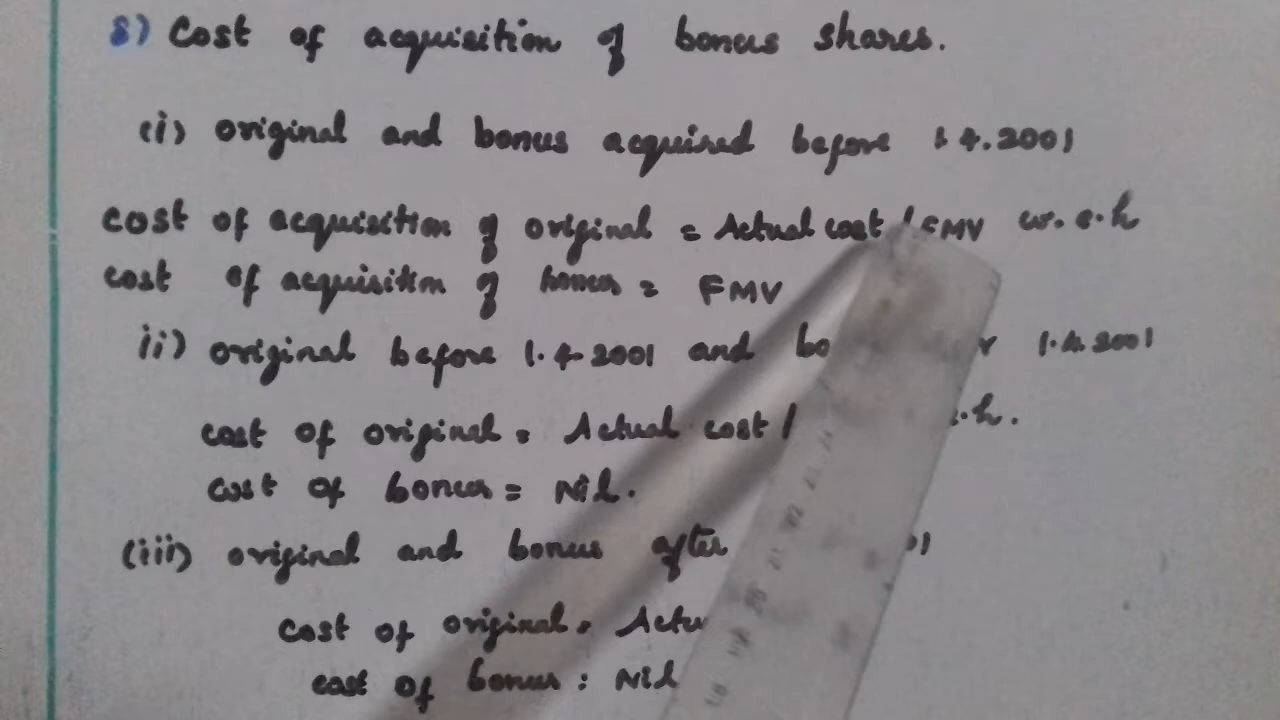 8) Cost of acquisition of bonus shares.
(i) original and bonus acquired before 1.4.2001
cost of acquisition of original = Actual cost / FMV w.e.h
cost of acquisition of bonus = FMV
ii) original before 1.4.2001 and 1.4.2001
cost of original = Actual cost /
cost of bonus = Nil.
(iii) original and bonus after
cost of original =
cost of bonus : Nil